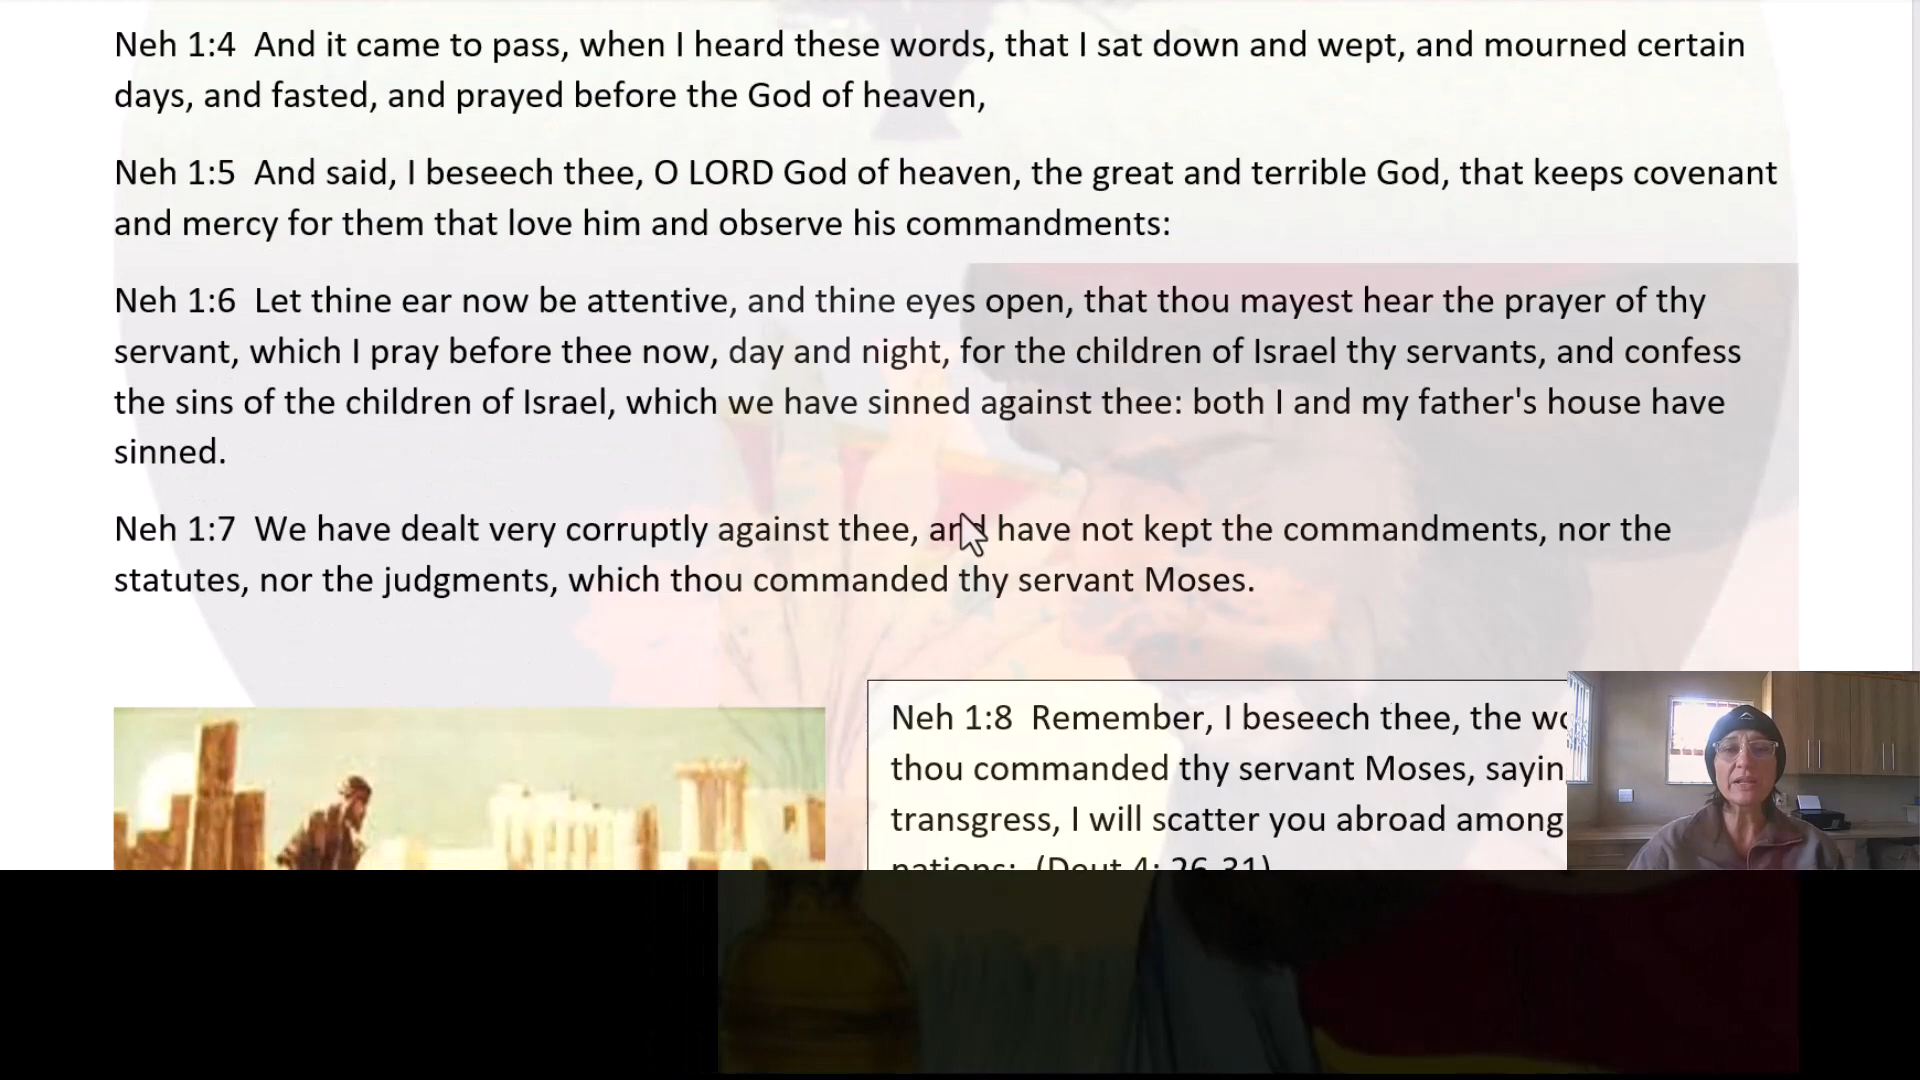 Neh 1:4  And it came to pass, when I heard these words, that I sat down and wept, and mourned certain
days, and fasted, and prayed before the God of heaven,
Neh 1:5  And said, I beseech thee, O LORD God of heaven, the great and terrible God, that keeps covenant
and mercy for them that love him and observe his commandments:
Neh 1:6  Let thine ear now be attentive, and thine eyes open, that thou mayest hear the prayer of thy
servant, which I pray before thee now, day and night, for the children of Israel thy servants, and confess
the sins of the children of Israel, which we have sinned against thee: both I and my father's house have
sinned.
Neh 1:7  We have dealt very corruptly against thee, and have not kept the commandments, nor the
statutes, nor the judgments, which thou commanded thy servant Moses.
Neh 1:8  Remember, I beseech thee, the
thou commanded thy servant Moses,
transgress, I will scatter you abroad among
nations:  (Deut 4: 26-31)